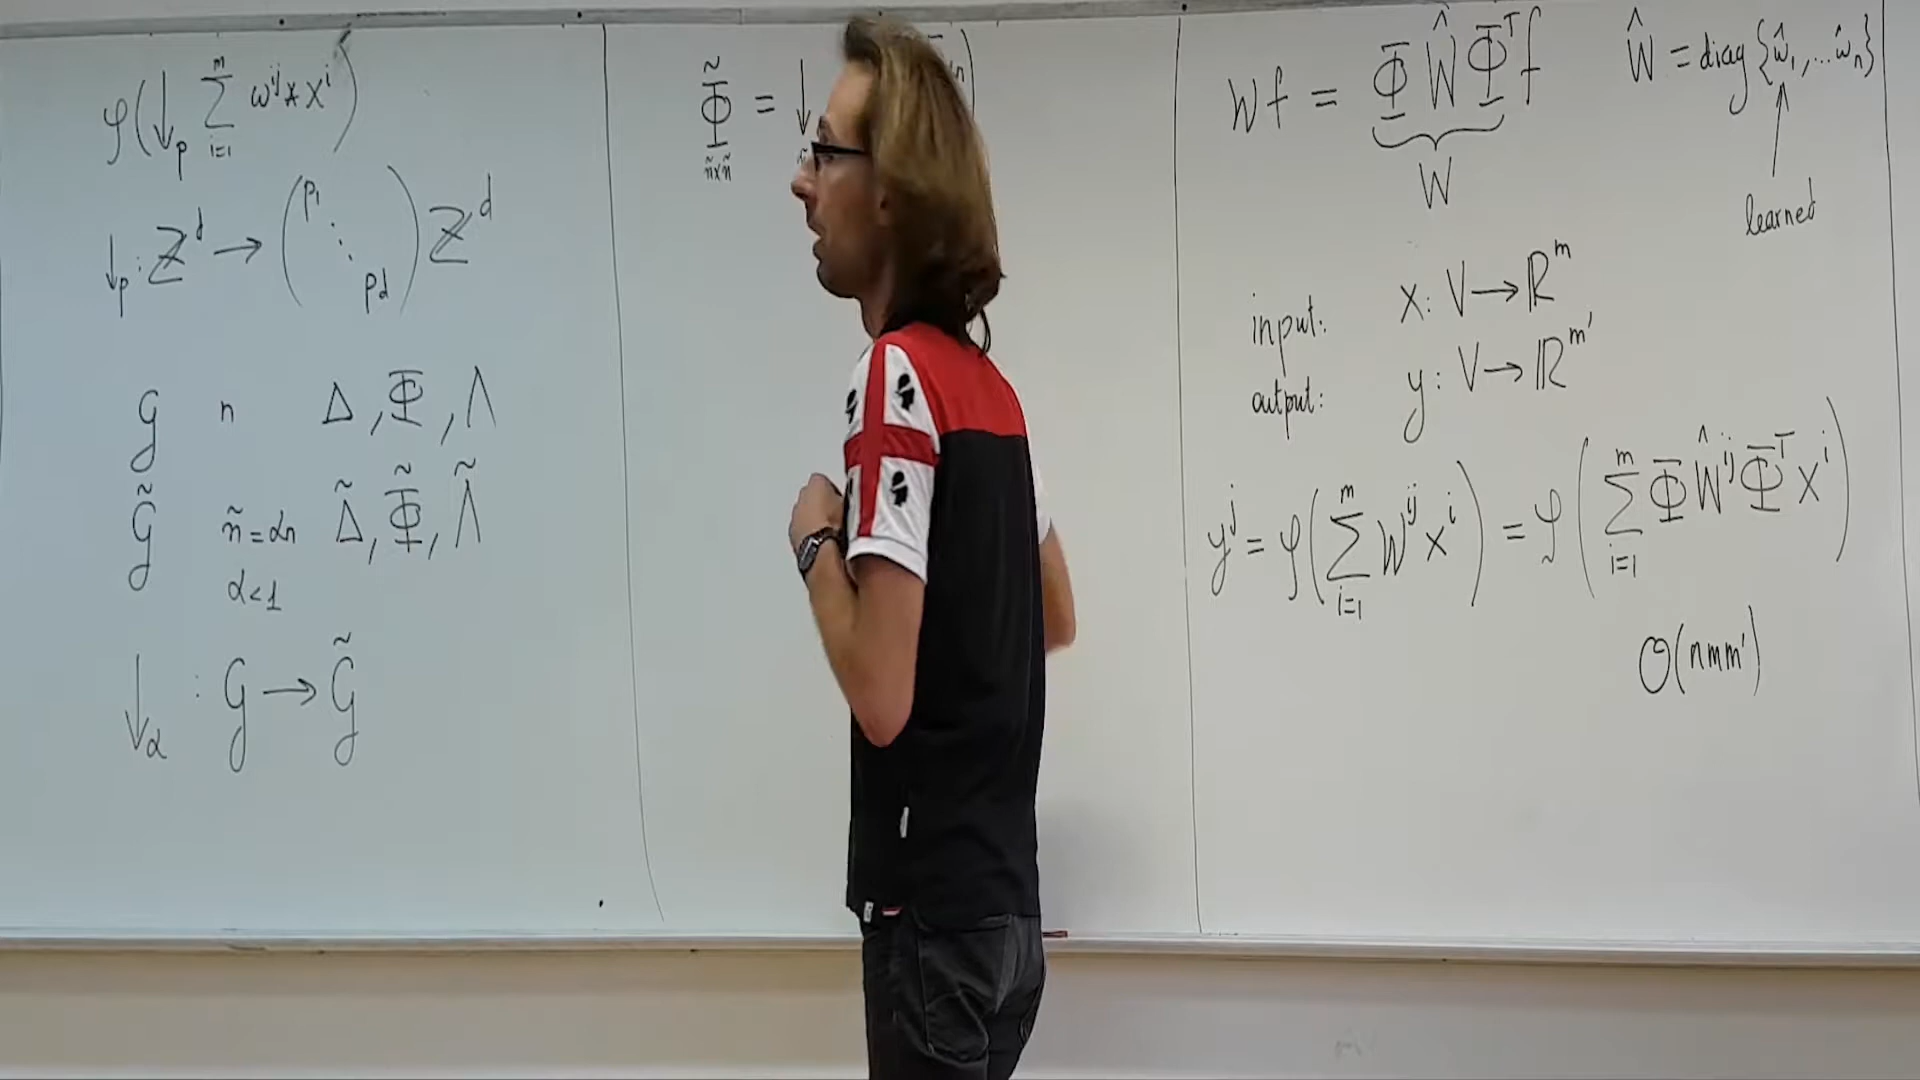 φ(↓p Σ_{i=1}^{m} w^{ij} ⋆ x^i)
↓p : ℤ^d → (p1 ⋱ pd) ℤ^d
G n Δ, Φ, Λ
G̃ ñ = αn Δ̃, Φ̃, Λ̃
α<1
↓α : G → G̃
Φ̃ = ↓
ñ×ñ
Wf = Φ Ŵ Φ^T f
W
Ŵ = diag{ŵ1, ... ŵn}
learned
input: x: V → ℝ^m
output: y: V → ℝ^{m'}
y^j = φ(Σ_{i=1}^{m} W^{ij} x^i) = φ(Σ_{i=1}^{m} Φ Ŵ^{ij} Φ^T x^i)
O(nmm')